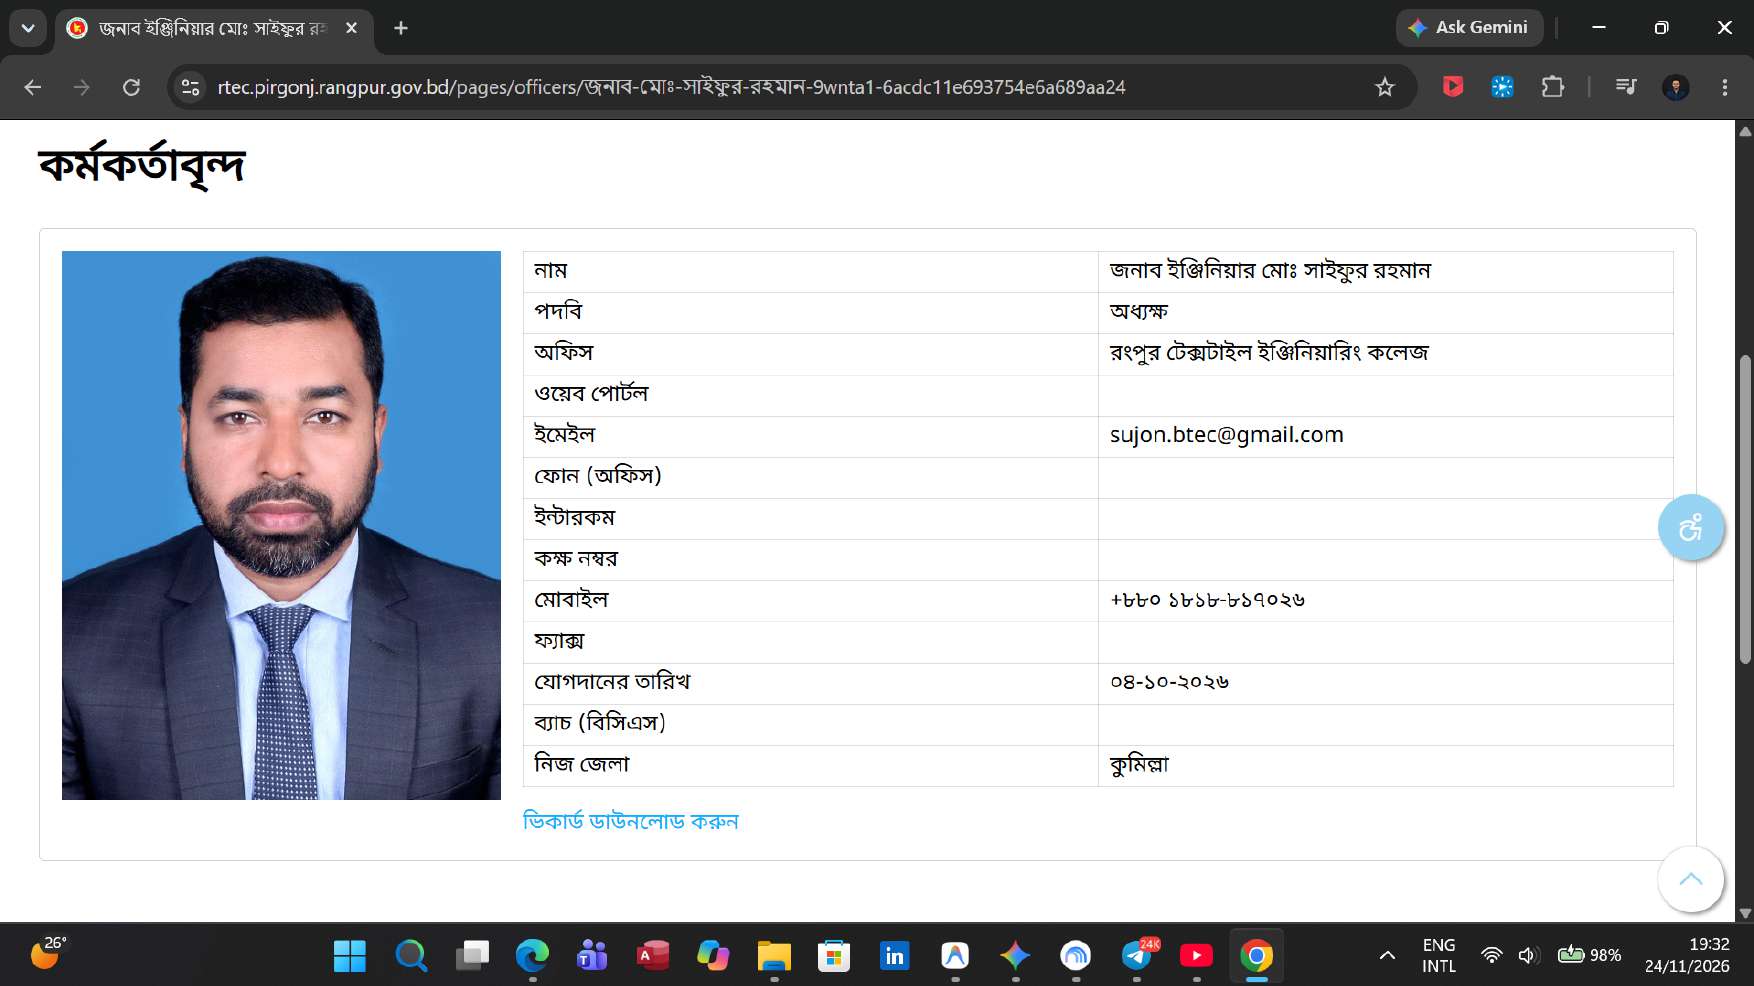 জনাব ইঞ্জিনিয়ার মোঃ সাইফুর রহ
Ask Gemini
rtec.pirgonj.rangpur.gov.bd/pages/officers/জনাব-মোঃ-সাইফুর-রহমান-9wnta1-6acdc11e693754e6a689aa24
কর্মকর্তাবৃন্দ
নাম জনাব ইঞ্জিনিয়ার মোঃ সাইফুর রহমান
পদবি অধ্যক্ষ
অফিস রংপুর টেক্সটাইল ইঞ্জিনিয়ারিং কলেজ
ওয়েব পোর্টল
ইমেইল sujon.btec@gmail.com
ফোন (অফিস)
ইন্টারকম
কক্ষ নম্বর
মোবাইল +৮৮০ ১৮১৮-৮১৭০২৬
ফ্যাক্স
যোগদানের তারিখ ০৪-১০-২০২৬
ব্যাচ (বিসিএস)
নিজ জেলা কুমিল্লা
ভিকার্ড ডাউনলোড করুন
26°
24K
ENG
INTL
98%
19:32
24/11/2026